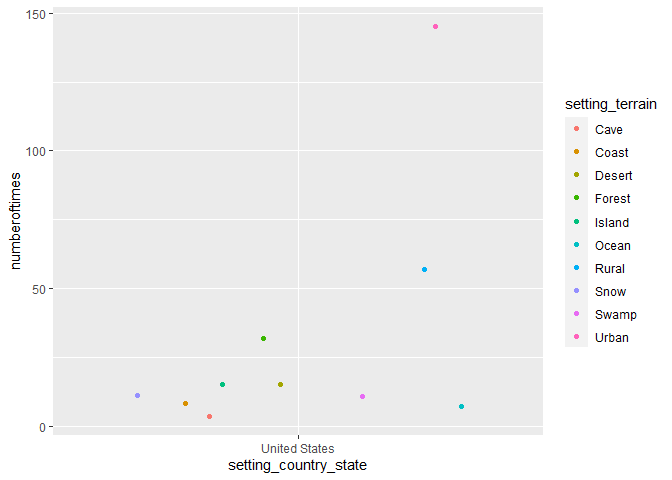 150
100
50
0
numberoftimes
United States
setting_country_state
setting_terrain
Cave
Coast
Desert
Forest
Island
Ocean
Rural
Snow
Swamp
Urban